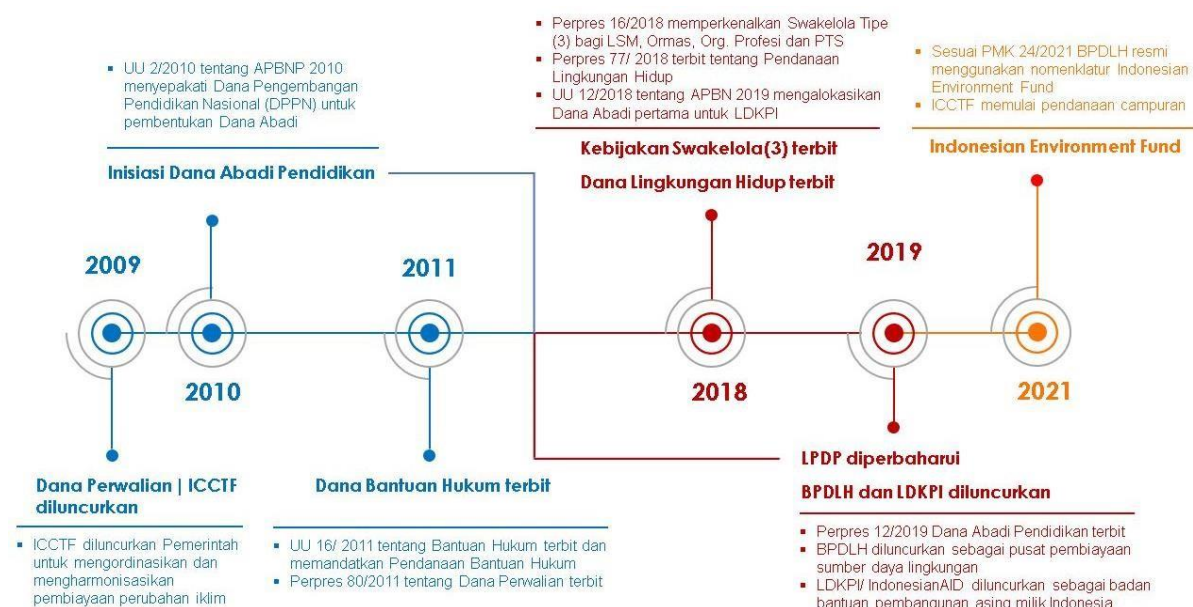 ▪ UU 2/2010 tentang APBNP 2010
menyepakati Dana Pengembangan
Pendidikan Nasional (DPPN) untuk
pembentukan Dana Abadi
Inisiasi Dana Abadi Pendidikan
▪ Perpres 16/2018 memperkenalkan Swakelola Tipe
(3) bagi LSM, Ormas, Org. Profesi dan PTS
▪ Perpres 77/ 2018 terbit tentang Pendanaan
Lingkungan Hidup
▪ UU 12/2018 tentang APBN 2019 mengalokasikan
Dana Abadi pertama untuk LDKPI
Kebijakan Swakelola(3) terbit
Dana Lingkungan Hidup terbit
▪ Sesuai PMK 24/2021 BPDLH resmi
menggunakan nomenklatur Indonesian
Environment Fund
▪ ICCTF memulai pendanaan campuran
Indonesian Environment Fund
2009
2010
2011
2018
2019
2021
Dana Perwalian | ICCTF
diluncurkan
▪ ICCTF diluncurkan Pemerintah
untuk mengordinasikan dan
mengharmonisasikan
pembiayaan perubahan iklim
Dana Bantuan Hukum terbit
▪ UU 16/ 2011 tentang Bantuan Hukum terbit dan
memandatkan Pendanaan Bantuan Hukum
▪ Perpres 80/2011 tentang Dana Perwalian terbit
LPDP diperbaharui
BPDLH dan LDKPI diluncurkan
▪ Perpres 12/2019 Dana Abadi Pendidikan terbit
▪ BPDLH diluncurkan sebagai pusat pembiayaan
sumber daya lingkungan
▪ LDKPI/ IndonesianAID diluncurkan sebagai badan
bantuan pembangunan asing milik Indonesia